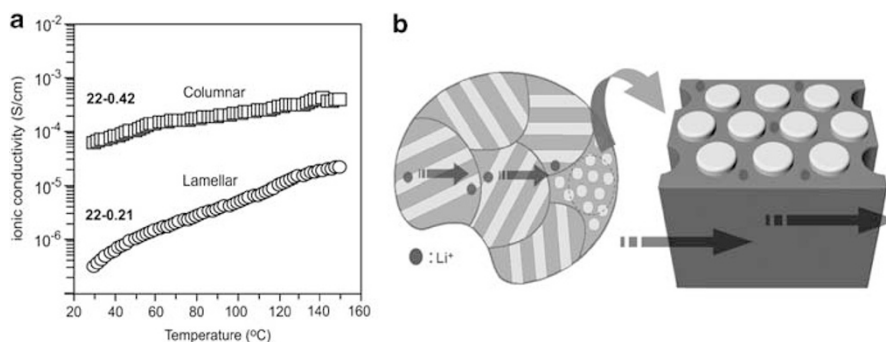 a
b
10-2
10-3
10-4
10-5
10-6
ionic conductivity (S/cm)
22-0.42
Columnar
Lamellar
22-0.21
20 40 60 80 100 120 140 160
Temperature (ºC)
: Li+